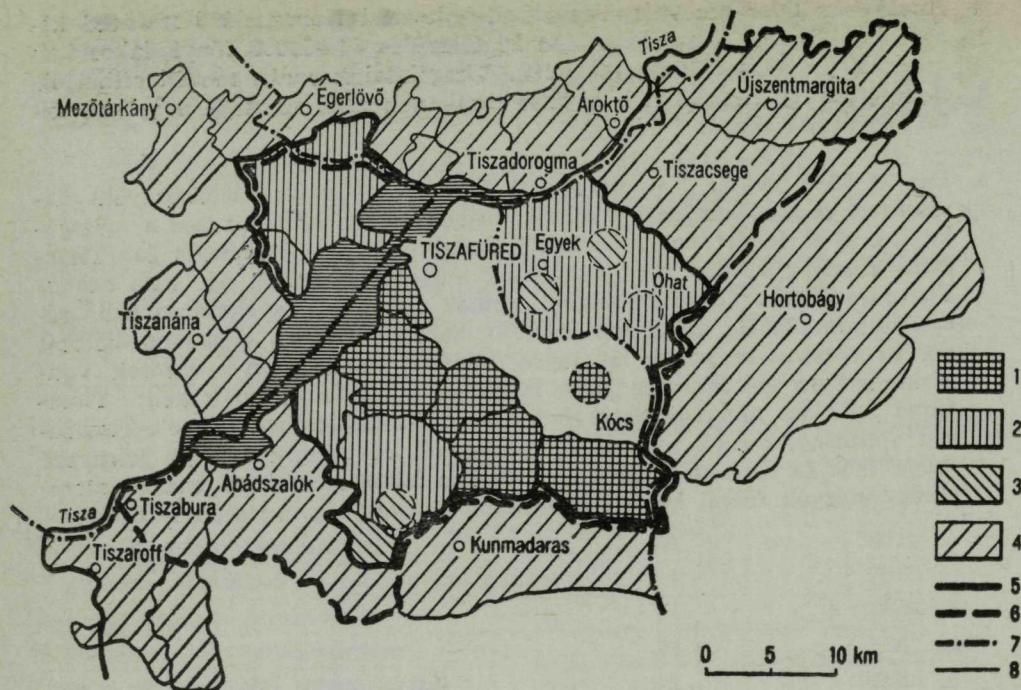 Tisza
Mezőtárkány
Egerlövő
Ároktő
Újszentmargita
Tiszadorogma
Tiszacsege
TISZAFÜRED
Egyek
Ohat
Hortobágy
Tiszanána
Kócs
Abádszalók
Tisza
Tiszabura
Tiszaroff
Kunmadaras
1
2
3
4
5
6
7
8
0 5 10 km